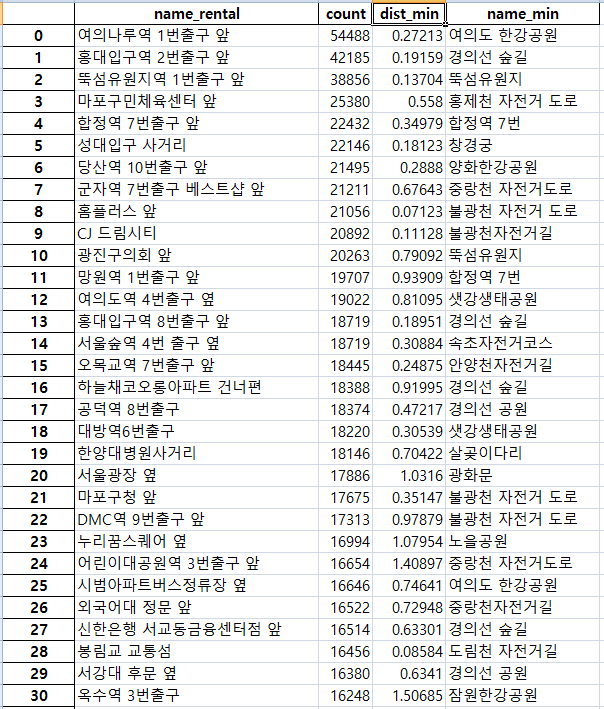 name_rental count dist_min name_min
0 여의나루역 1번출구 앞 54488 0.27213 여의도 한강공원
1 홍대입구역 2번출구 앞 42185 0.19159 경의선 숲길
2 뚝섬유원지역 1번출구 앞 38856 0.13704 뚝섬유원지
3 마포구민체육센터 앞 25380 0.558 홍제천 자전거 도로
4 합정역 7번출구 앞 22432 0.34979 합정역 7번
5 성대입구 사거리 22146 0.18123 창경궁
6 당산역 10번출구 앞 21495 0.2888 양화한강공원
7 군자역 7번출구 베스트샵 앞 21211 0.67643 중랑천 자전거도로
8 홈플러스 앞 21056 0.07123 불광천 자전거 도로
9 CJ 드림시티 20892 0.11128 불광천자전거길
10 광진구의회 앞 20263 0.79092 뚝섬유원지
11 망원역 1번출구 앞 19707 0.93909 합정역 7번
12 여의도역 4번출구 옆 19022 0.81095 샛강생태공원
13 홍대입구역 8번출구 앞 18719 0.18951 경의선 숲길
14 서울숲역 4번 출구 옆 18719 0.30884 속초자전거코스
15 오목교역 7번출구 앞 18445 0.24875 안양천자전거길
16 하늘채코오롱아파트 건너편 18388 0.91995 경의선 숲길
17 공덕역 8번출구 18374 0.47217 경의선 공원
18 대방역6번출구 18220 0.30539 샛강생태공원
19 한양대병원사거리 18146 0.70422 살곶이다리
20 서울광장 옆 17886 1.0316 광화문
21 마포구청 앞 17675 0.35147 불광천 자전거 도로
22 DMC역 9번출구 앞 17313 0.97879 불광천 자전거 도로
23 누리꿈스퀘어 옆 16994 1.07954 노을공원
24 어린이대공원역 3번출구 앞 16654 1.40897 중랑천 자전거도로
25 시범아파트버스정류장 옆 16646 0.74641 여의도 한강공원
26 외국어대 정문 앞 16522 0.72948 중랑천자전거길
27 신한은행 서교동금융센터점 앞 16514 0.63301 경의선 숲길
28 봉림교 교통섬 16456 0.08584 도림천 자전거길
29 서강대 후문 옆 16380 0.6341 경의선 공원
30 옥수역 3번출구 16248 1.50685 잠원한강공원